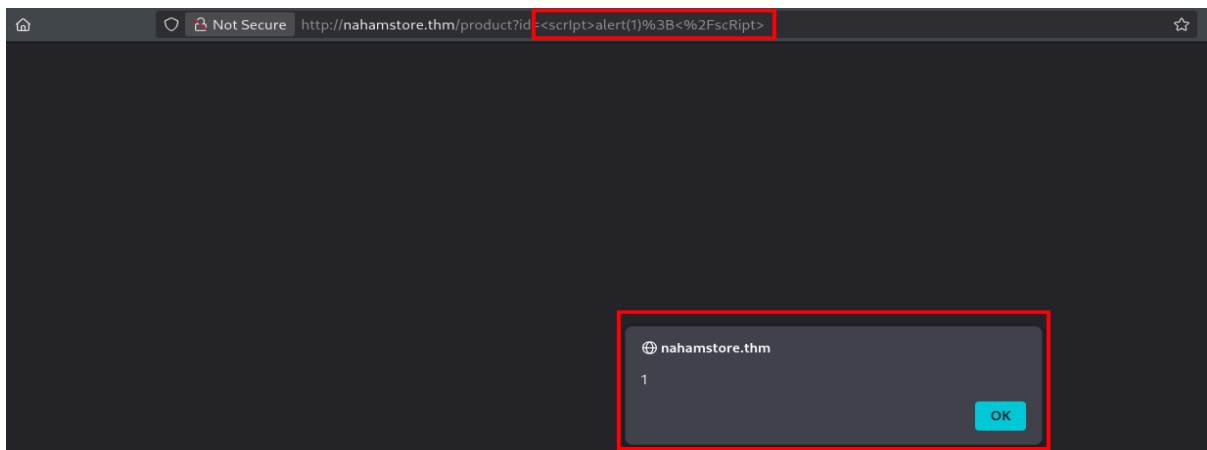 Not Secure http://nahamstore.thm/product?id=<scrIpt>alert(1)%3B<%2FscRipt>
nahamstore.thm
1
OK